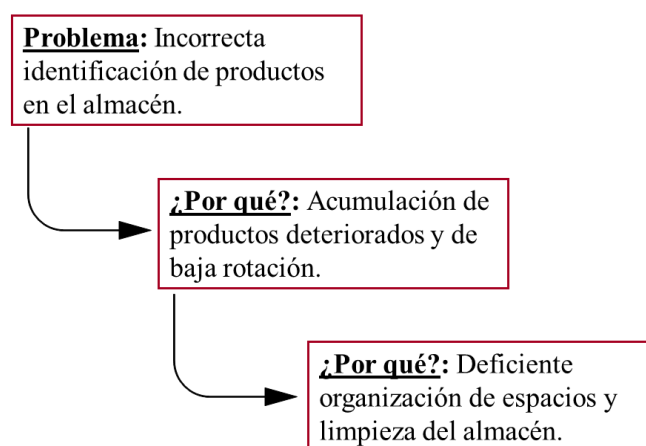 Problema: Incorrecta
identificación de productos
en el almacén.
¿Por qué?: Acumulación de
productos deteriorados y de
baja rotación.
¿Por qué?: Deficiente
organización de espacios y
limpieza del almacén.